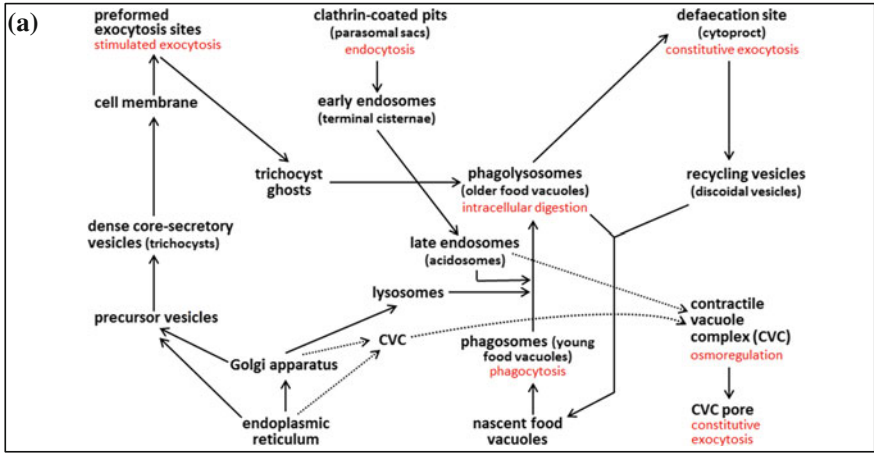 (a)
preformed
exocytosis sites
stimulated exocytosis
clathrin-coated pits
(parasomal sacs)
endocytosis
defaecation site
(cytoproct)
constitutive exocytosis
cell membrane
early endosomes
(terminal cisternae)
trichocyst
ghosts
phagolysosomes
(older food vacuoles)
intracellular digestion
recycling vesicles
(discoidal vesicles)
dense core-secretory
vesicles (trichocysts)
late endosomes
(acidosomes)
lysosomes
precursor vesicles
CVC
contractile
vacuole
complex (CVC)
osmoregulation
Golgi apparatus
phagosomes (young
food vacuoles)
phagocytosis
endoplasmic
reticulum
nascent food
vacuoles
CVC pore
constitutive
exocytosis